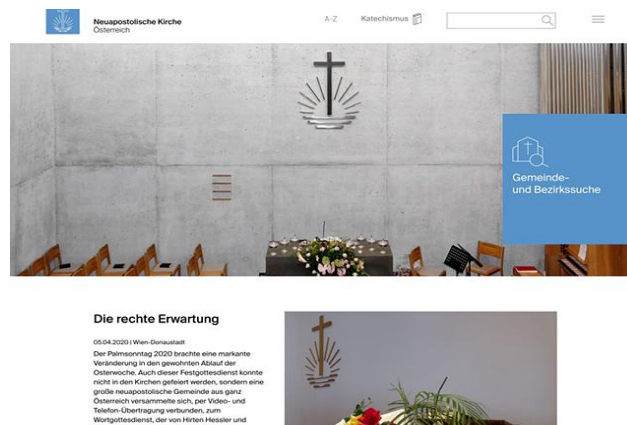 Neuapostolische Kirche
Österreich
A-Z
Katechismus
Gemeinde-
und Bezirkssuche
Die rechte Erwartung
05.04.2020 | Wien-Donaustadt
Der Palmsonntag 2020 brachte eine markante
Veränderung in den gewohnten Ablauf der
Osterwoche. Auch dieser Festgottesdienst konnte
nicht in den Kirchen gefeiert werden, sondern eine
große neuapostolische Gemeinde aus ganz
Österreich versammelte sich, per Video- und
Telefon-Übertragung verbunden, zum
Wortgottesdienst, der von Hirten Hessler und